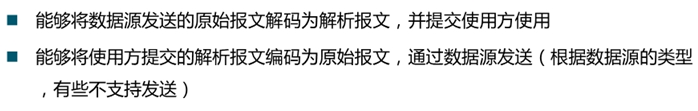 能够将数据源发送的原始报文解码为解析报文，并提交使用方使用
能够将使用方提交的解析报文编码为原始报文，通过数据源发送（根据数据源的类型
，有些不支持发送）